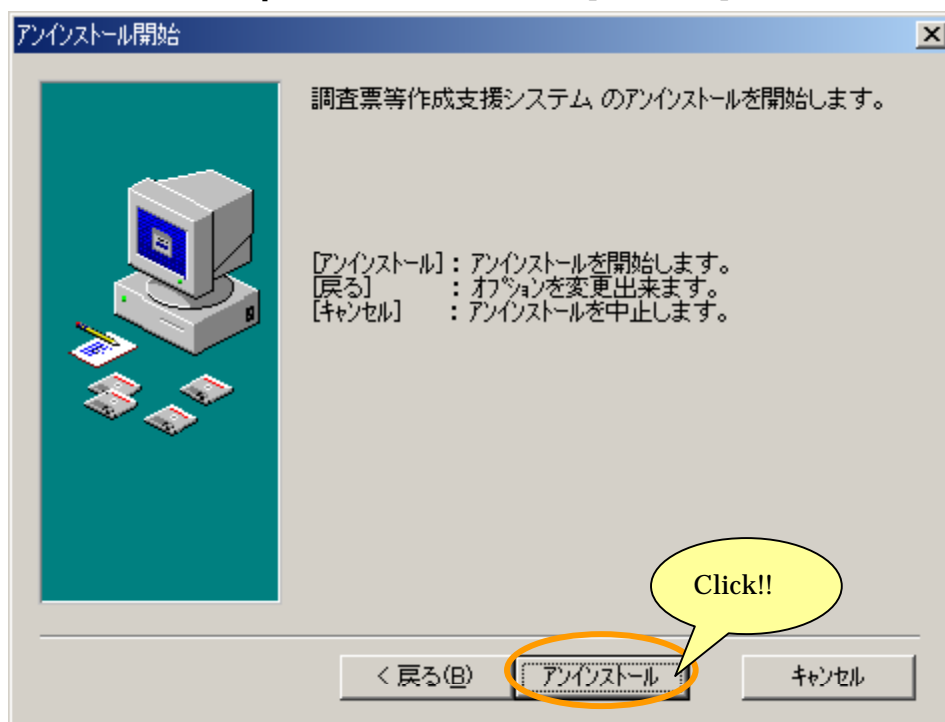 アンインストール開始
調査票等作成支援システム のアンインストールを開始します。
[アンインストール]：アンインストールを開始します。
[戻る]　　　：オプションを変更出来ます。
[キャンセル]　：アンインストールを中止します。
Click!!
< 戻る(B)
アンインストール
キャンセル